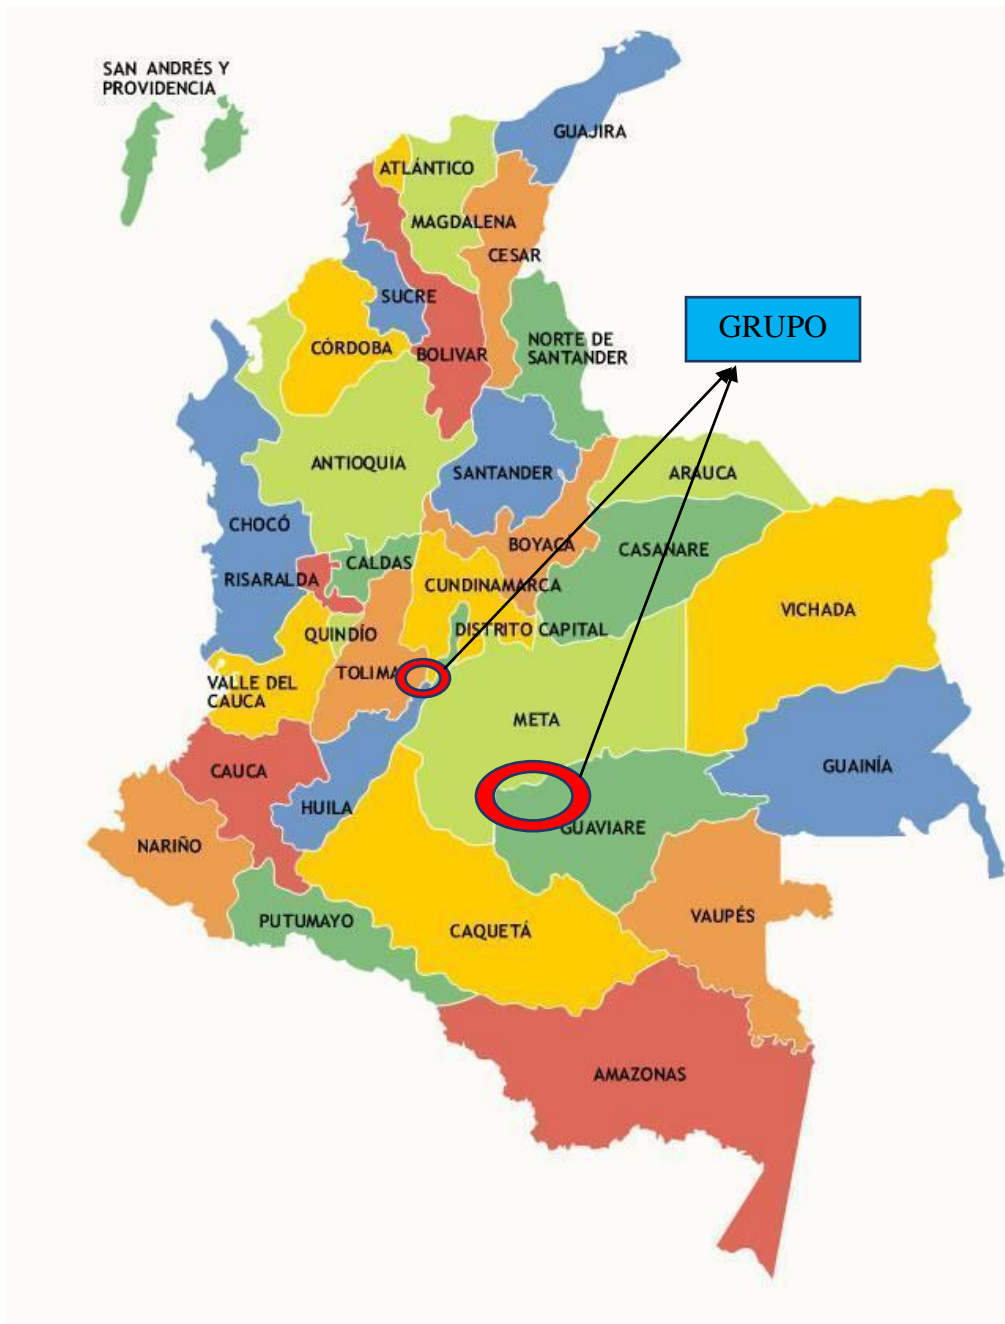 SAN ANDRÉS Y
PROVIDENCIA
GUAJIRA
ATLÁNTICO
MAGDALENA
CESAR
SUCRE
GRUPO
NORTE DE
SANTANDER
CÓRDOBA
BOLIVAR
ANTIOQUÍA
SANTANDER
ARAUCA
CHOCÓ
BOYACA
CASANARE
CALDAS
RISARALDA
CUNDINAMARCA
VICHADA
QUINDÍO
DISTRITO CAPITAL
TOLIMA
VALLE DEL
CAUCA
META
CAUCA
GUAINÍA
HUILA
GUAVIARE
NARIÑO
PUTUMAYO
CAQUETÁ
VAUPÉS
AMAZONAS